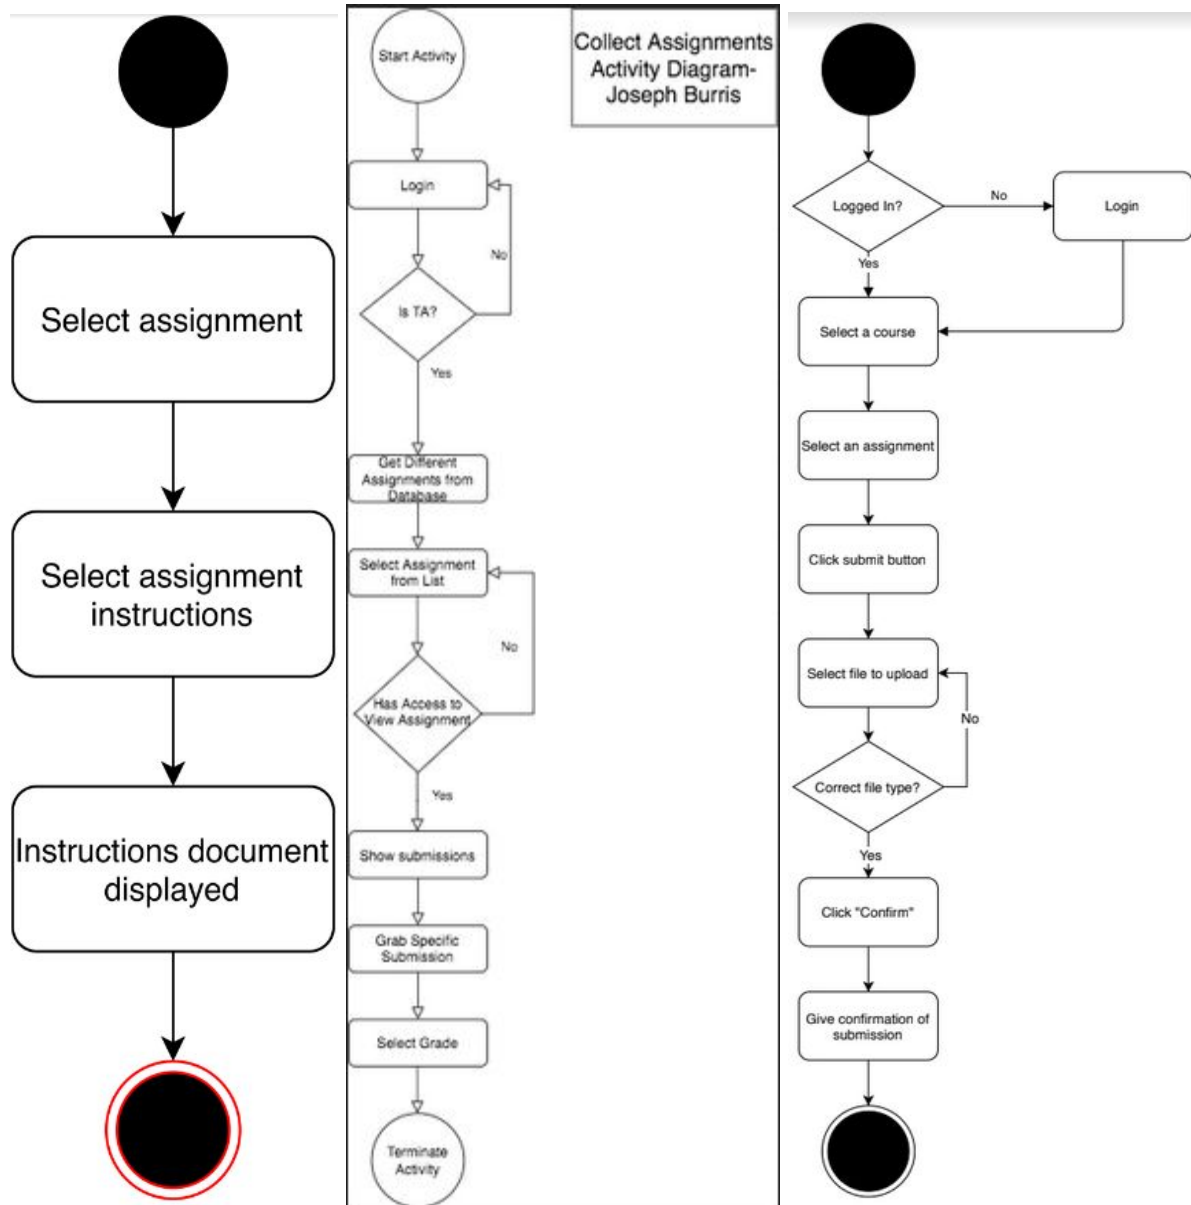 Select assignment
Select assignment
instructions
Instructions document
displayed
Collect Assignments
Activity Diagram-
Joseph Burris
Start Activity
Login
No
Is TA?
Yes
Get Different
Assignments from
Database
Select Assignment
from List
No
Has Access to
View Assignment
Yes
Show submissions
Grab Specific
Submission
Select Grade
Terminate
Activity
Logged In?
No
Login
Yes
Select a course
Select an assignment
Click submit button
Select file to upload
No
Correct file type?
Yes
Click "Confirm"
Give confirmation of
submission